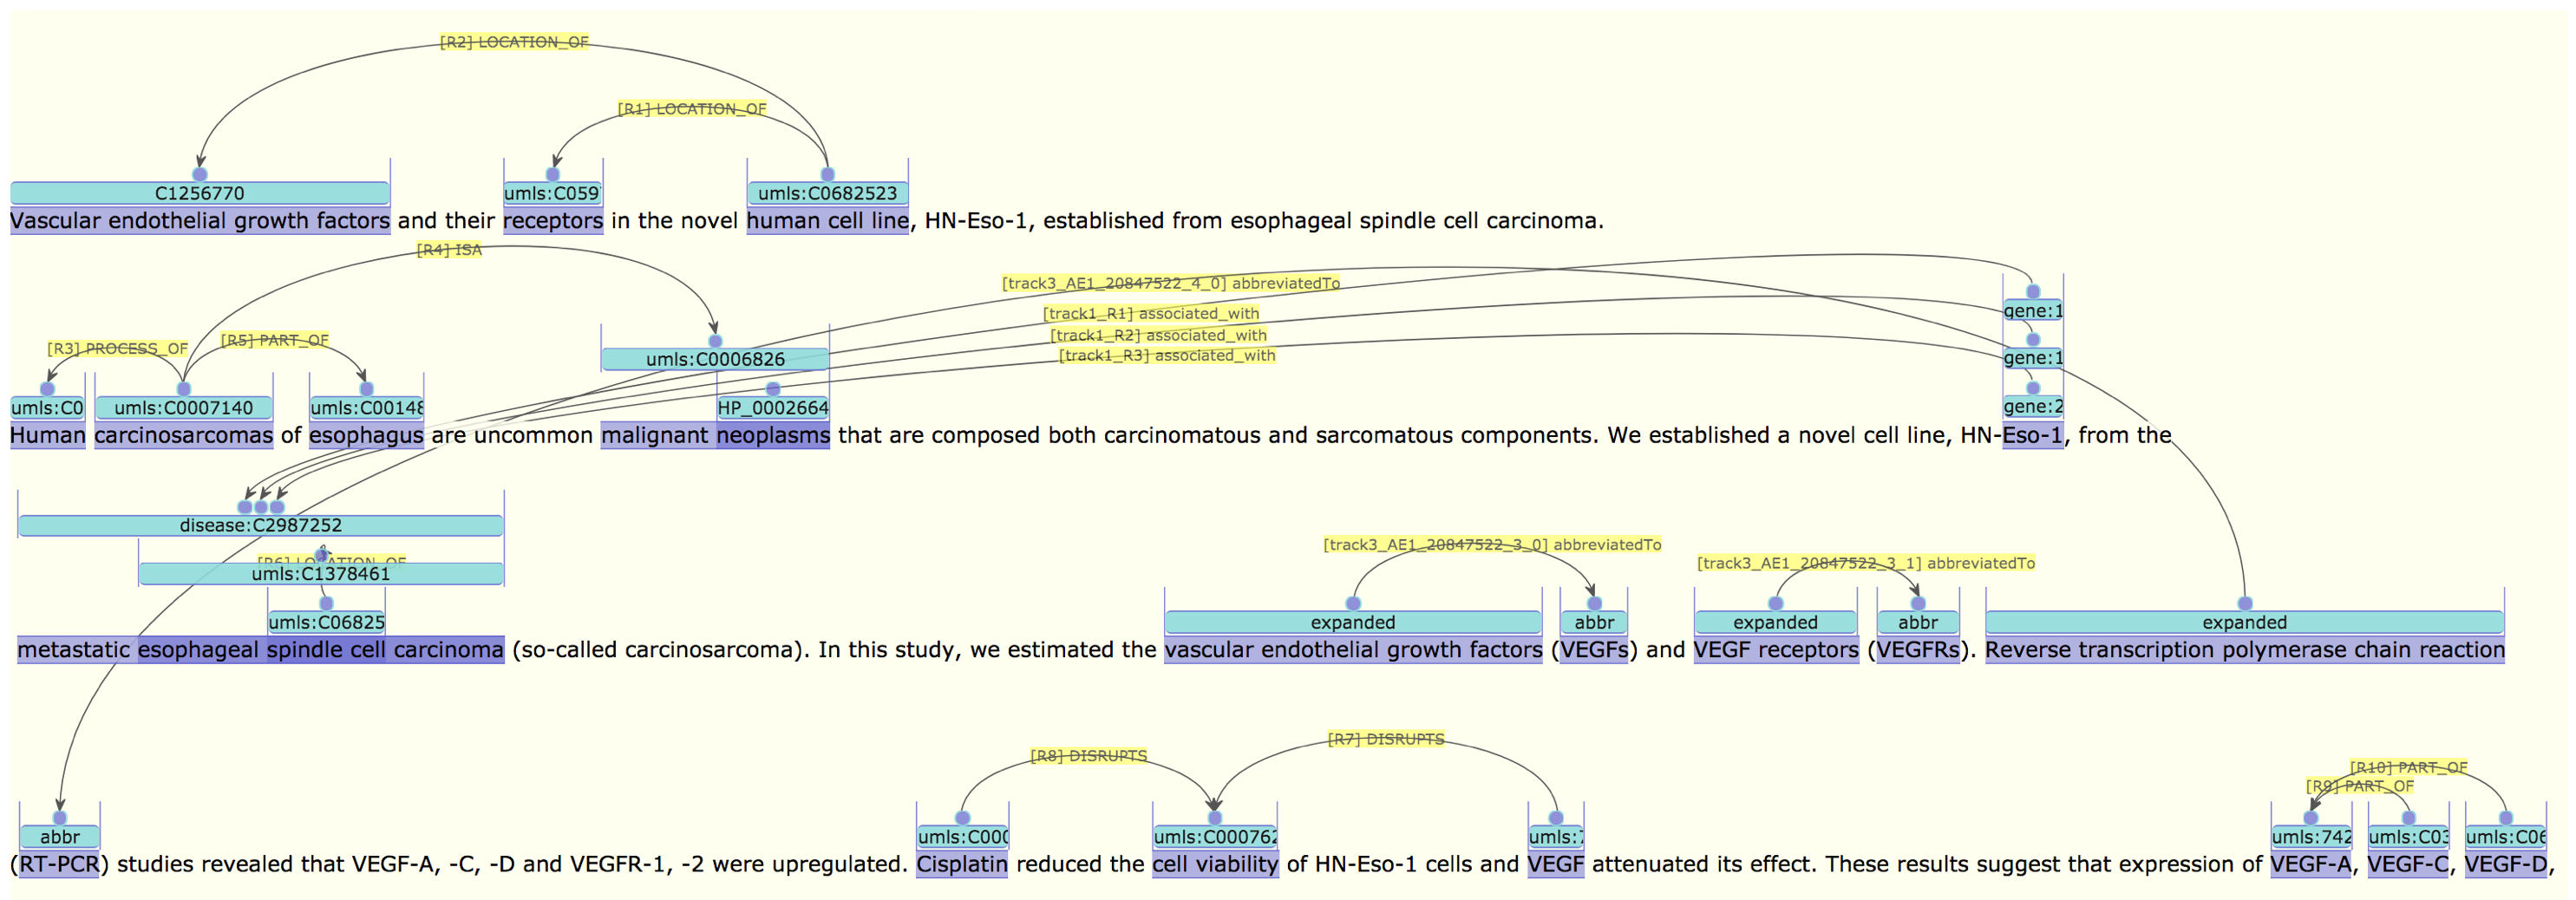 [R2] LOCATION_OF
[R1] LOCATION_OF
C1256770 umls:C059 umls:C0682523
Vascular endothelial growth factors and their receptors in the novel human cell line, HN-Eso-1, established from esophageal spindle cell carcinoma.
[R4] ISA
[track3_AE1_20847522_4_0] abbreviatedTo
gene:1
[track1_R1] associated_with
[track1_R2] associated_with
[R3] PROCESS_OF [R5] PART_OF
[track1_R3] associated_with
umls:C0006826 gene:1
umls:C0 umls:C0007140 umls:C00148 HP_0002664 gene:2
Human carcinosarcomas of esophagus are uncommon malignant neoplasms that are composed both carcinomatous and sarcomatous components. We established a novel cell line, HN-Eso-1, from the
disease:C2987252
[track3_AE1_20847522_3_0] abbreviatedTo
[R6] LOCATION_OF [track3_AE1_20847522_3_1] abbreviatedTo
umls:C1378461
umls:C06825 expanded abbr expanded abbr expanded
metastatic esophageal spindle cell carcinoma (so-called carcinosarcoma). In this study, we estimated the vascular endothelial growth factors (VEGFs) and VEGF receptors (VEGFRs). Reverse transcription polymerase chain reaction
[R8] DISRUPTS [R7] DISRUPTS
[R10] PART_OF
[R9] PART_OF
abbr umls:C000 umls:C000762 umls:7 umls:742 umls:C03 umls:C06
(RT-PCR) studies revealed that VEGF-A, -C, -D and VEGFR-1, -2 were upregulated. Cisplatin reduced the cell viability of HN-Eso-1 cells and VEGF attenuated its effect. These results suggest that expression of VEGF-A, VEGF-C, VEGF-D,